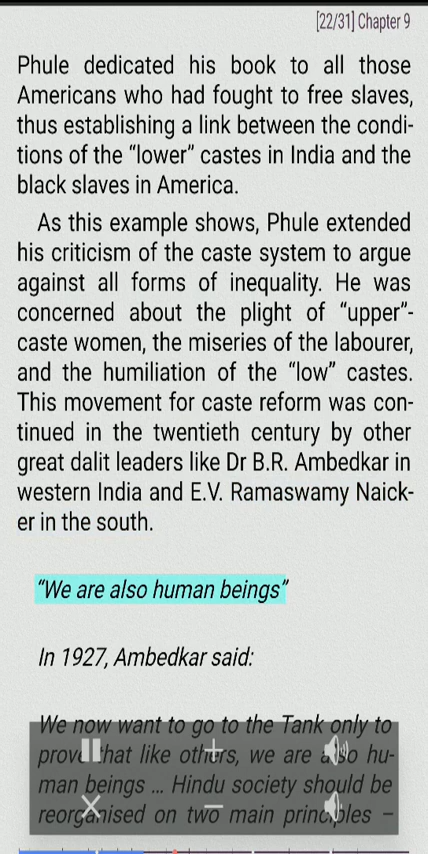 [22/31] Chapter 9
Phule dedicated his book to all those
Americans who had fought to free slaves,
thus establishing a link between the condi-
tions of the “lower” castes in India and the
black slaves in America.
As this example shows, Phule extended
his criticism of the caste system to argue
against all forms of inequality. He was
concerned about the plight of “upper”-
caste women, the miseries of the labourer,
and the humiliation of the “low” castes.
This movement for caste reform was con-
tinued in the twentieth century by other
great dalit leaders like Dr B.R. Ambedkar in
western India and E.V. Ramaswamy Naick-
er in the south.
“We are also human beings”
In 1927, Ambedkar said:
We now want to go to the Tank only to
prove that like others, we are also hu-
man beings ... Hindu society should be
reorganised on two main principles –